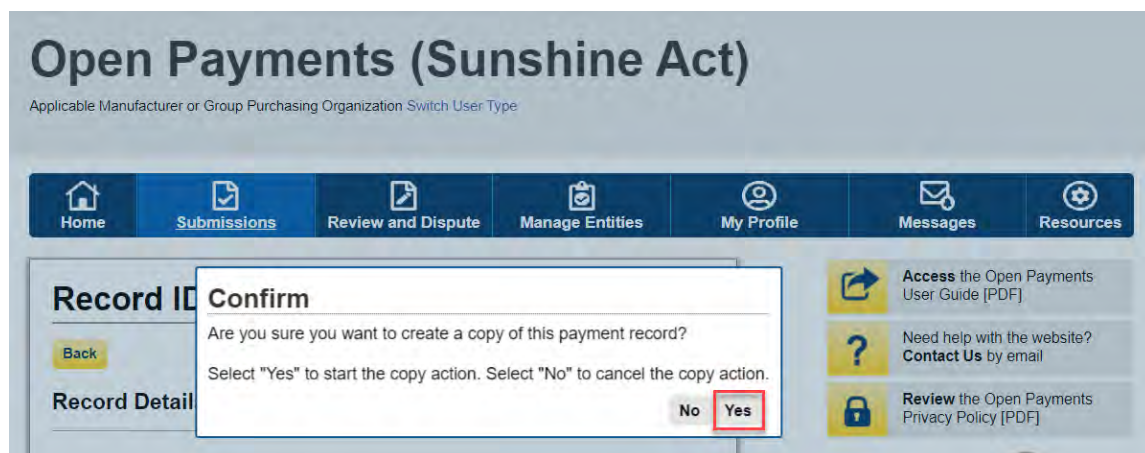 Open Payments (Sunshine Act)
Applicable Manufacturer or Group Purchasing Organization Switch User Type
Home Submissions Review and Dispute Manage Entities My Profile Messages Resources
Record ID
Back
Record Detail
Confirm
Are you sure you want to create a copy of this payment record?
Select "Yes" to start the copy action. Select "No" to cancel the copy action.
No Yes
Access the Open Payments
User Guide [PDF]
?
Need help with the website?
Contact Us by email
Review the Open Payments
Privacy Policy [PDF]